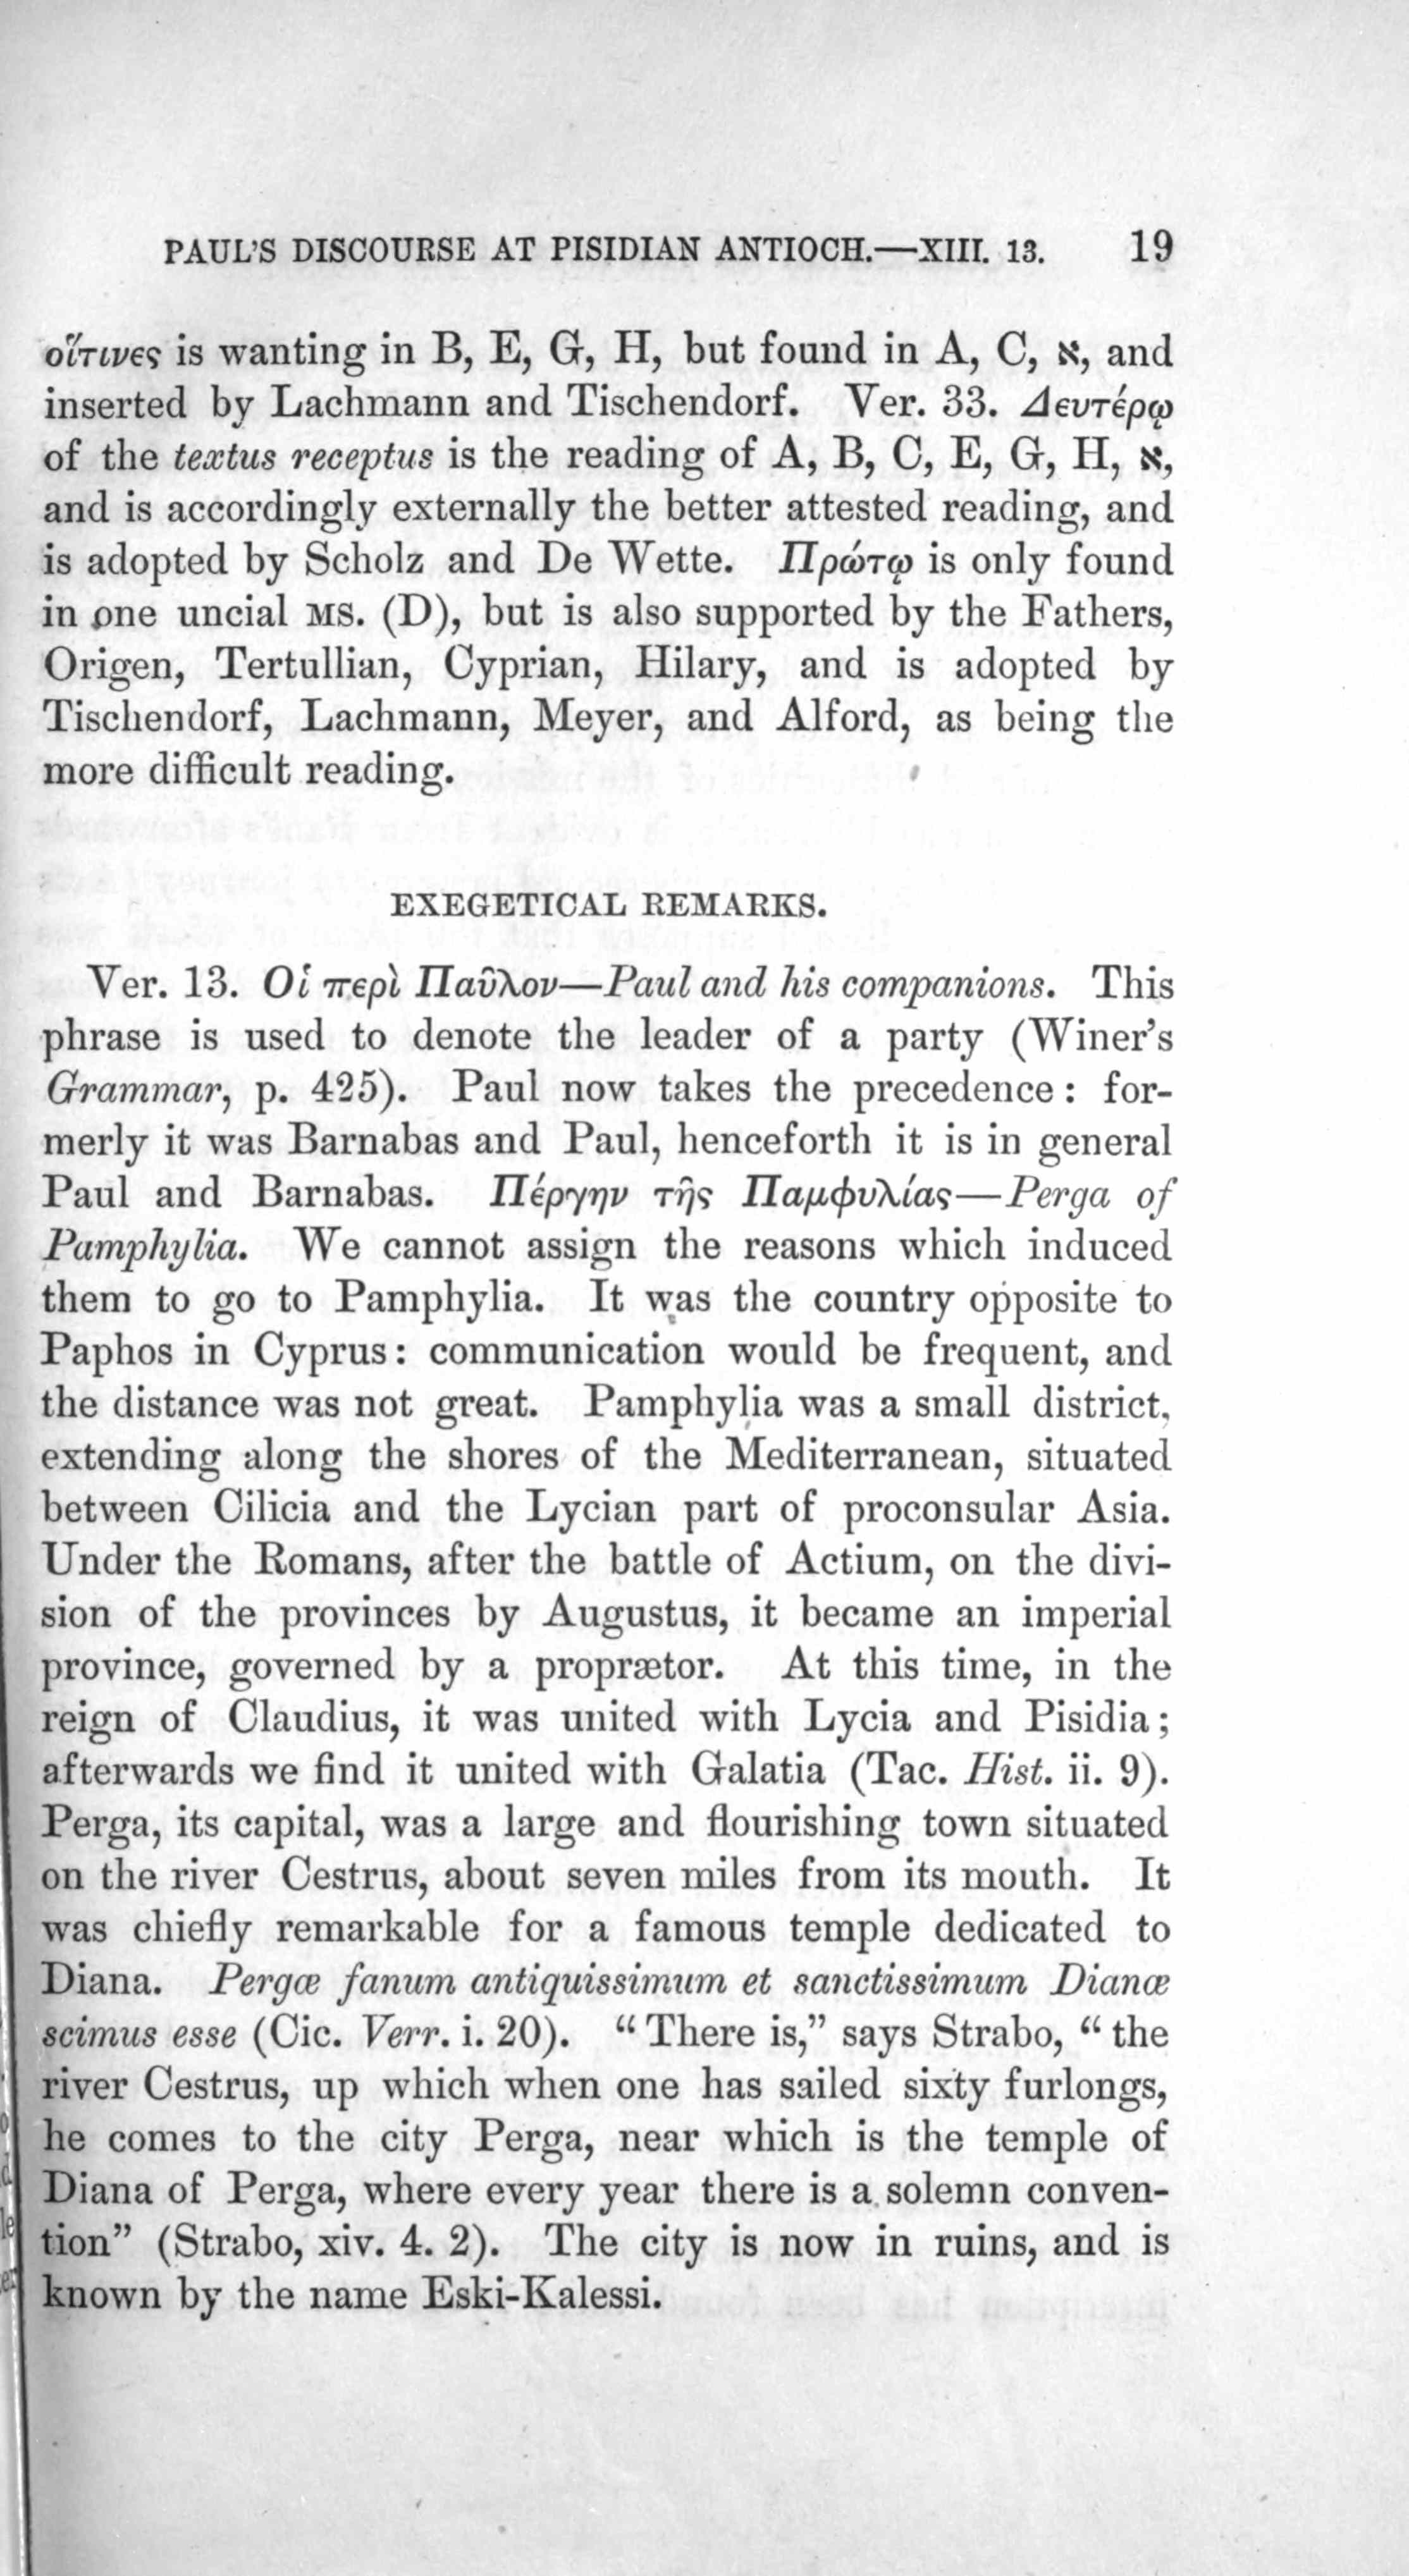 PAUL'S DISCOURSE AT PISIDIAN ANTIOCH.—XIII. 13. 19
οἵτινες is wanting in B, E, G, H, but found in A, C, א, and
inserted by Lachmann and Tischendorf. Ver. 33. Δευτέρῳ
of the textus receptus is the reading of A, B, C, E, G, H, א,
and is accordingly externally the better attested reading, and
is adopted by Scholz and De Wette. Πρώτῳ is only found
in one uncial MS. (D), but is also supported by the Fathers,
Origen, Tertullian, Cyprian, Hilary, and is adopted by
Tischendorf, Lachmann, Meyer, and Alford, as being the
more difficult reading.
EXEGETICAL REMARKS.
Ver. 13. Οἱ περὶ Παῦλον—Paul and his companions. This
phrase is used to denote the leader of a party (Winer's
Grammar, p. 425). Paul now takes the precedence: for-
merly it was Barnabas and Paul, henceforth it is in general
Paul and Barnabas. Πέργην τῆς Παμφυλίας—Perga of
Pamphylia. We cannot assign the reasons which induced
them to go to Pamphylia. It was the country opposite to
Paphos in Cyprus: communication would be frequent, and
the distance was not great. Pamphylia was a small district,
extending along the shores of the Mediterranean, situated
between Cilicia and the Lycian part of proconsular Asia.
Under the Romans, after the battle of Actium, on the divi-
sion of the provinces by Augustus, it became an imperial
province, governed by a proprætor. At this time, in the
reign of Claudius, it was united with Lycia and Pisidia;
afterwards we find it united with Galatia (Tac. Hist. ii. 9).
Perga, its capital, was a large and flourishing town situated
on the river Cestrus, about seven miles from its mouth. It
was chiefly remarkable for a famous temple dedicated to
Diana. Pergæ fanum antiquissimum et sanctissimum Dianæ
scimus esse (Cic. Verr. i. 20). “There is,” says Strabo, “the
river Cestrus, up which when one has sailed sixty furlongs,
he comes to the city Perga, near which is the temple of
Diana of Perga, where every year there is a solemn conven-
tion” (Strabo, xiv. 4. 2). The city is now in ruins, and is
known by the name Eski-Kalessi.